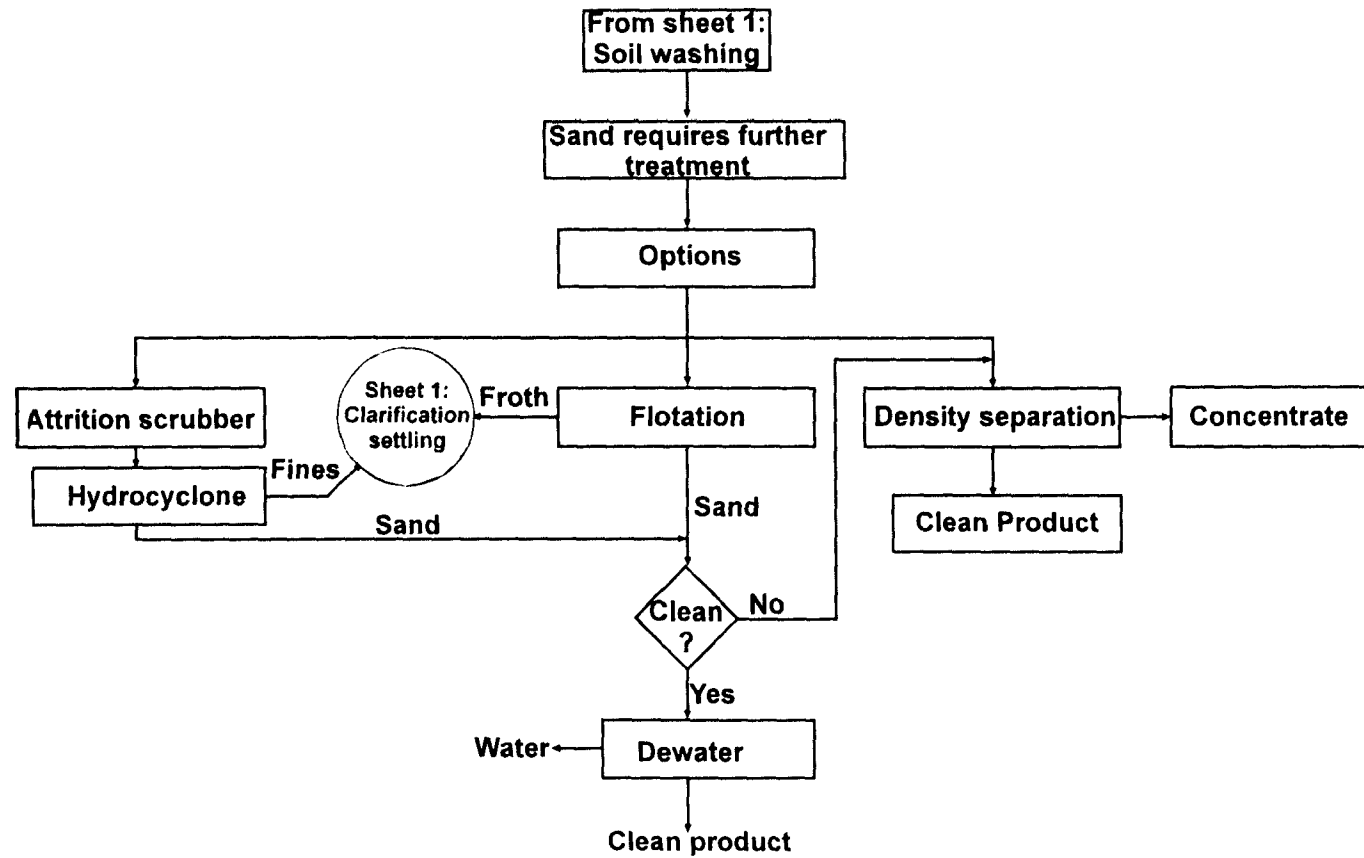 From sheet 1:
Soil washing
Sand requires further
treatment
Options
Attrition scrubber
Sheet 1:
Clarification
settling
Froth
Flotation
Density separation
Concentrate
Hydrocyclone
Fines
Sand
Sand
Clean Product
Clean
?
No
Yes
Water
Dewater
Clean product